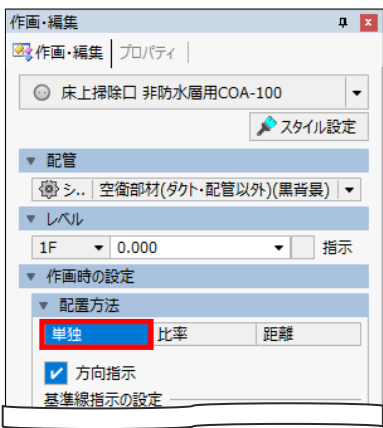 作画・編集
作画・編集 プロパティ
床上掃除口 非防水層用COA-100
スタイル設定
配管
シ.. 空衛部材(ダクト・配管以外)(黒背景)
レベル
1F 0.000 指示
作画時の設定
配置方法
単独 比率 距離
方向指示
基準線指示の設定